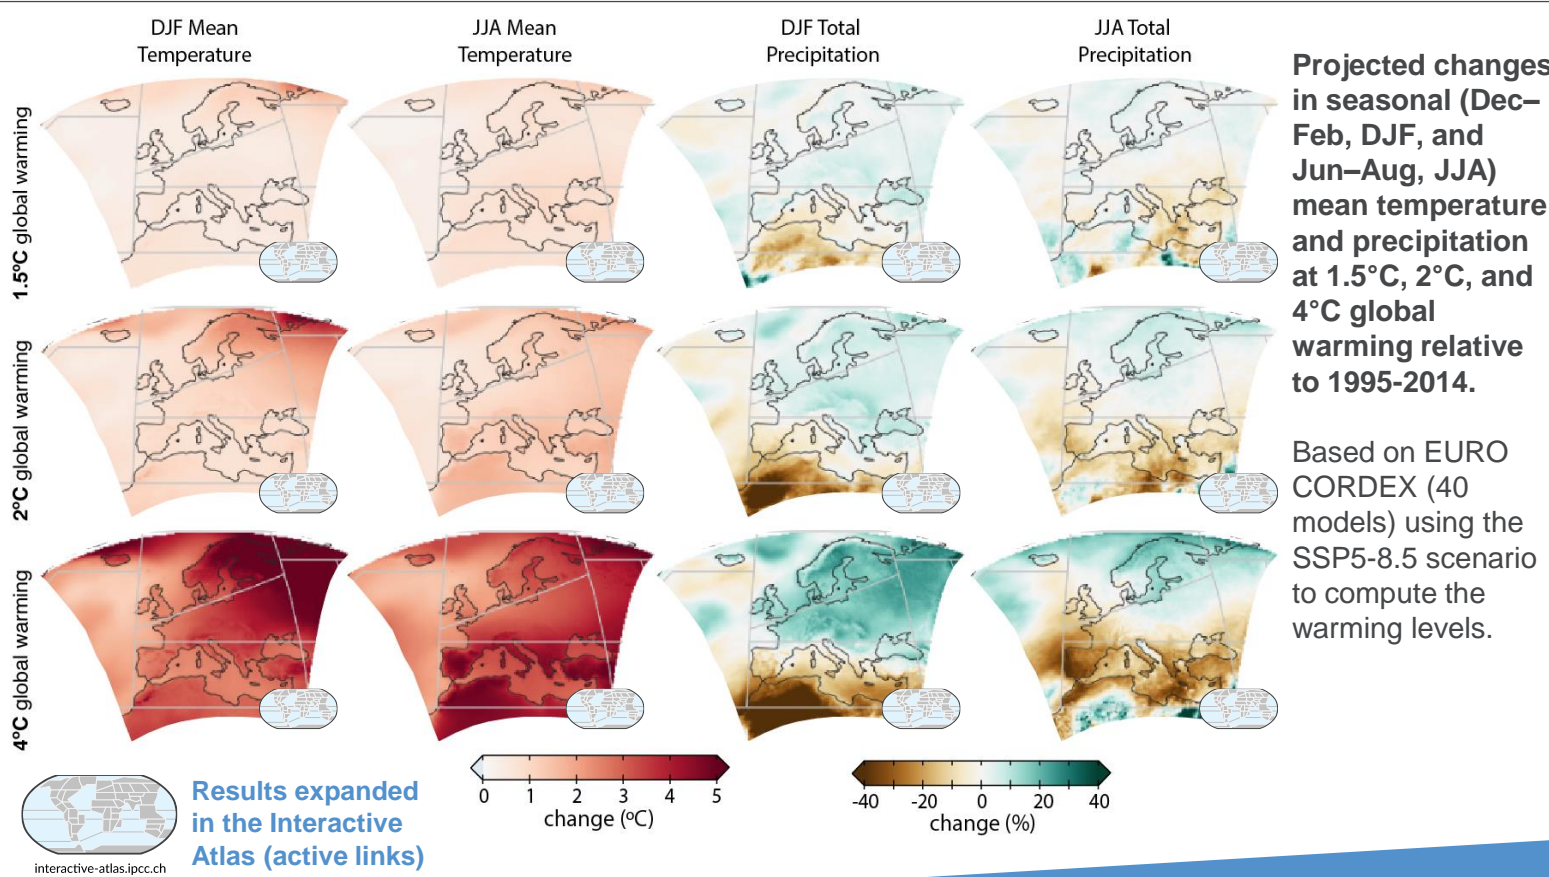 DJF Mean
Temperature
JJA Mean
Temperature
DJF Total
Precipitation
JJA Total
Precipitation
1.5ºC global warming
2ºC global warming
4ºC global warming
Projected changes
in seasonal (Dec–
Feb, DJF, and
Jun–Aug, JJA)
mean temperature
and precipitation
at 1.5°C, 2°C, and
4°C global
warming relative
to 1995-2014.
Based on EURO
CORDEX (40
models) using the
SSP5-8.5 scenario
to compute the
warming levels.
0 1 2 3 4 5
change (ºC)
-40 -20 0 20 40
change (%)
interactive-atlas.ipcc.ch
Results expanded
in the Interactive
Atlas (active links)